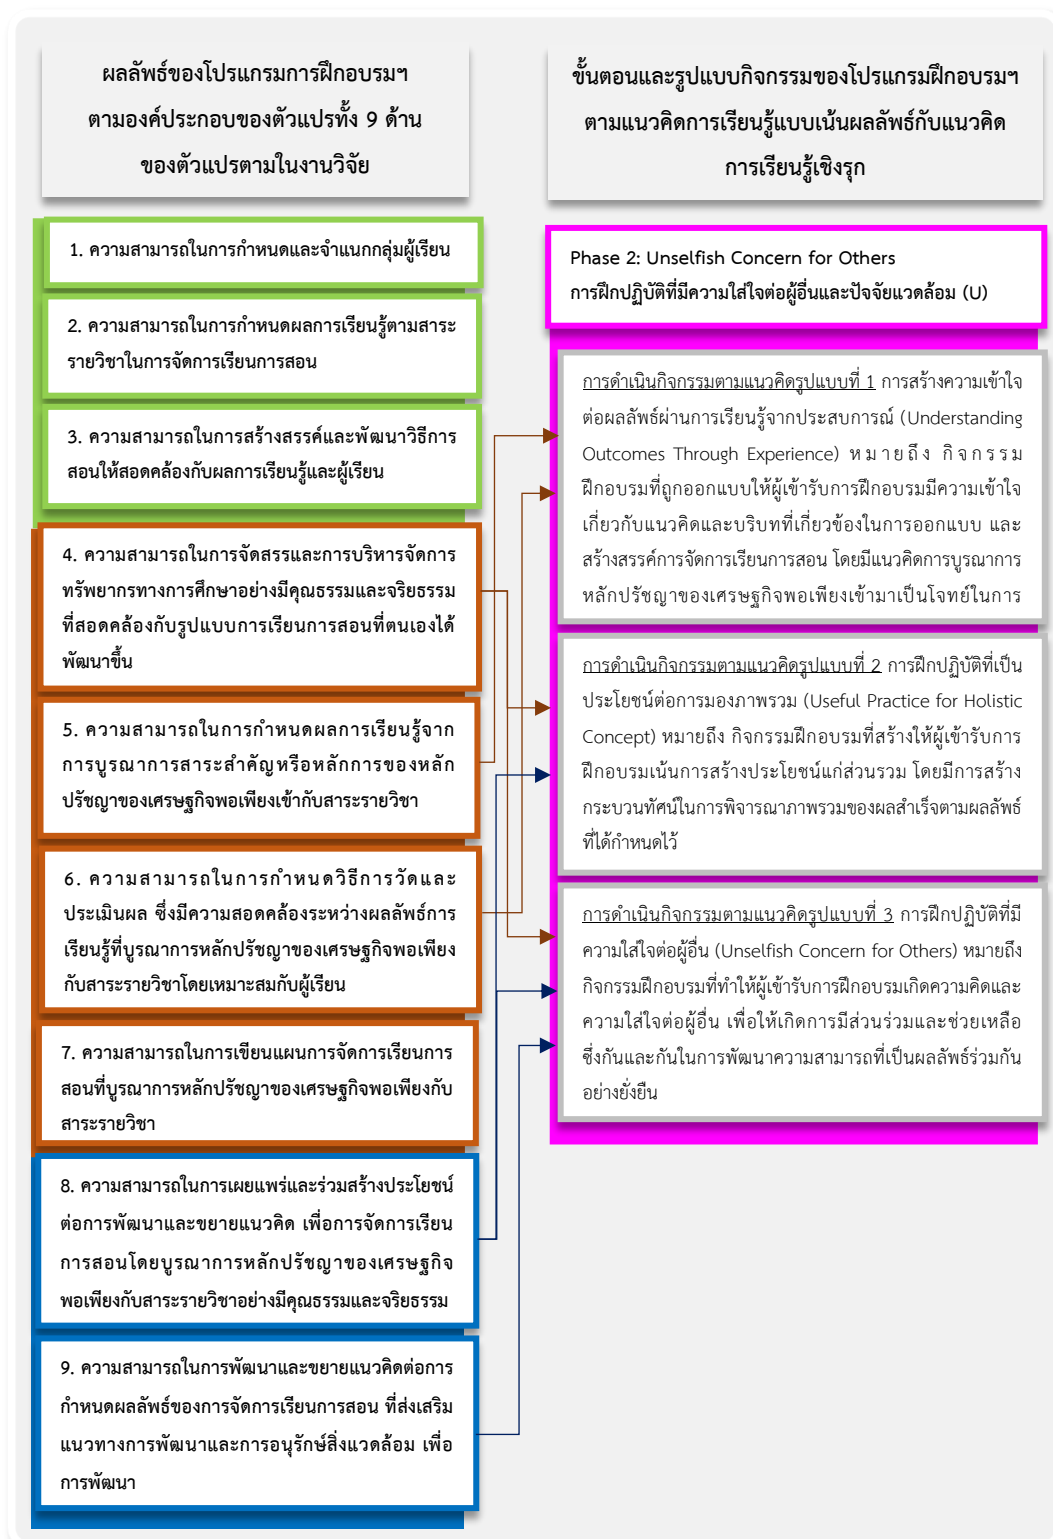 ผลลัพธ์ของโปรแกรมการฝึกอบรมฯ
ตามองค์ประกอบของตัวแปรทั้ง 9 ด้าน
ของตัวแปรตามในงานวิจัย
1. ความสามารถในการกำหนดและจำแนกกลุ่มผู้เรียน
2. ความสามารถในการกำหนดผลการเรียนรู้ตามสาระ
รายวิชาในการจัดการเรียนการสอน
3. ความสามารถในการสร้างสรรค์และพัฒนาวิธีการ
สอนให้สอดคล้องกับผลการเรียนรู้และผู้เรียน
4. ความสามารถในการจัดสรรและการบริหารจัดการ
ทรัพยากรทางการศึกษาอย่างมีคุณธรรมและจริยธรรม
ที่สอดคล้องกับรูปแบบการเรียนการสอนที่ตนเองได้
พัฒนาขึ้น
5. ความสามารถในการกำหนดผลการเรียนรู้จาก
การบูรณาการสาระสำคัญหรือหลักการของหลัก
ปรัชญาของเศรษฐกิจพอเพียงเข้ากับสาระรายวิชา
6. ความสามารถในการกำหนดวิธีการวัดและ
ประเมินผล ซึ่งมีความสอดคล้องระหว่างผลลัพธ์การ
เรียนรู้ที่บูรณาการหลักปรัชญาของเศรษฐกิจพอเพียง
กับสาระรายวิชาโดยเหมาะสมกับผู้เรียน
7. ความสามารถในการเขียนแผนการจัดการเรียนการ
สอนที่บูรณาการหลักปรัชญาของเศรษฐกิจพอเพียงกับ
สาระรายวิชา
8. ความสามารถในการเผยแพร่และร่วมสร้างประโยชน์
ต่อการพัฒนาและขยายแนวคิด เพื่อการจัดการเรียน
การสอนโดยบูรณาการหลักปรัชญาของเศรษฐกิจ
พอเพียงกับสาระรายวิชาอย่างมีคุณธรรมและจริยธรรม
9. ความสามารถในการพัฒนาและขยายแนวคิดต่อการ
กำหนดผลลัพธ์ของการจัดการเรียนการสอน ที่ส่งเสริม
แนวทางการพัฒนาและการอนุรักษ์สิ่งแวดล้อม เพื่อ
การพัฒนา
ขั้นตอนและรูปแบบกิจกรรมของโปรแกรมฝึกอบรมฯ
ตามแนวคิดการเรียนรู้แบบเน้นผลลัพธ์กับแนวคิด
การเรียนรู้เชิงรุก
Phase 2: Unselfish Concern for Others
การฝึกปฏิบัติที่มีความใส่ใจต่อผู้อื่นและปัจจัยแวดล้อม (U)
การดำเนินกิจกรรมตามแนวคิดรูปแบบที่ 1 การสร้างความเข้าใจ
ต่อผลลัพธ์ผ่านการเรียนรู้จากประสบการณ์ (Understanding
Outcomes Through Experience) หมายถึง กิจกรรม
ฝึกอบรมที่ถูกออกแบบให้ผู้เข้ารับการฝึกอบรมมีความเข้าใจ
เกี่ยวกับแนวคิดและบริบทที่เกี่ยวข้องในการออกแบบ และ
สร้างสรรค์การจัดการเรียนการสอน โดยมีแนวคิดการบูรณาการ
หลักปรัชญาของเศรษฐกิจพอเพียงเข้ามาเป็นโจทย์ในการ
การดำเนินกิจกรรมตามแนวคิดรูปแบบที่ 2 การฝึกปฏิบัติที่เป็น
ประโยชน์ต่อการมองภาพรวม (Useful Practice for Holistic
Concept) หมายถึง กิจกรรมฝึกอบรมที่สร้างให้ผู้เข้ารับการ
ฝึกอบรมเน้นการสร้างประโยชน์แก่ส่วนรวม โดยมีการสร้าง
กระบวนทัศน์ในการพิจารณาภาพรวมของผลสำเร็จตามผลลัพธ์
ที่ได้กำหนดไว้
การดำเนินกิจกรรมตามแนวคิดรูปแบบที่ 3 การฝึกปฏิบัติที่มี
ความใส่ใจต่อผู้อื่น (Unselfish Concern for Others) หมายถึง
กิจกรรมฝึกอบรมที่ทำให้ผู้เข้ารับการฝึกอบรมเกิดความคิดและ
ความใส่ใจต่อผู้อื่น เพื่อให้เกิดการมีส่วนร่วมและช่วยเหลือ
ซึ่งกันและกันในการพัฒนาความสามารถที่เป็นผลลัพธ์ร่วมกัน
อย่างยั่งยืน